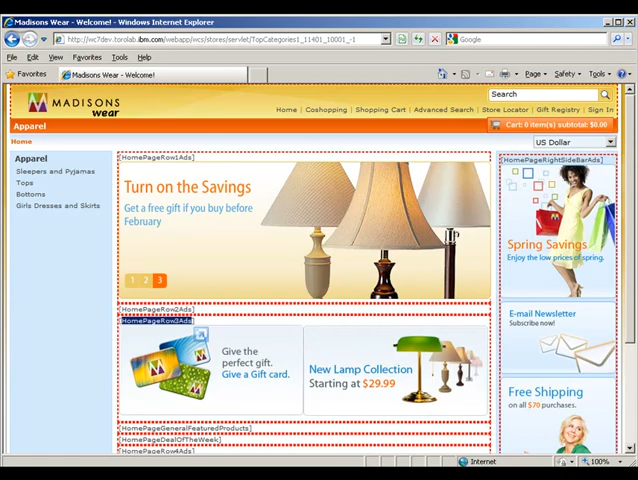 Madisons Wear - Welcome! - Windows Internet Explorer
http://wc7dev.torolab.ibm.com/webapp/wcs/stores/servlet/TopCategories1_11401_10001_-1
Google
File Edit View Favorites Tools Help
Favorites
Madisons Wear - Welcome!
Page Safety Tools
MADISONS
wear
Search
Home | Coshopping | Shopping Cart | Advanced Search | Store Locator | Gift Registry | Sign In
Apparel
Cart: 0 item(s) subtotal: $0.00
Home
US Dollar
Apparel
Sleepers and Pyjamas
Tops
Bottoms
Girls Dresses and Skirts
[HomePageRow1Ads]
Turn on the Savings
Get a free gift if you buy before
February
1 2 3
[HomePageRow2Ads]
[HomePageRow3Ads]
Give the
perfect gift.
Give a Gift card.
New Lamp Collection
Starting at $29.99
[HomePageGeneralFeaturedProducts]
[HomePageDealOfTheWeek]
[HomePageRow4Ads]
[HomePageRightSideBarAds]
Spring Savings
Enjoy the low prices of spring.
E-mail Newsletter
Subscribe now!
Free Shipping
on all $70 purchases.
Internet
100%